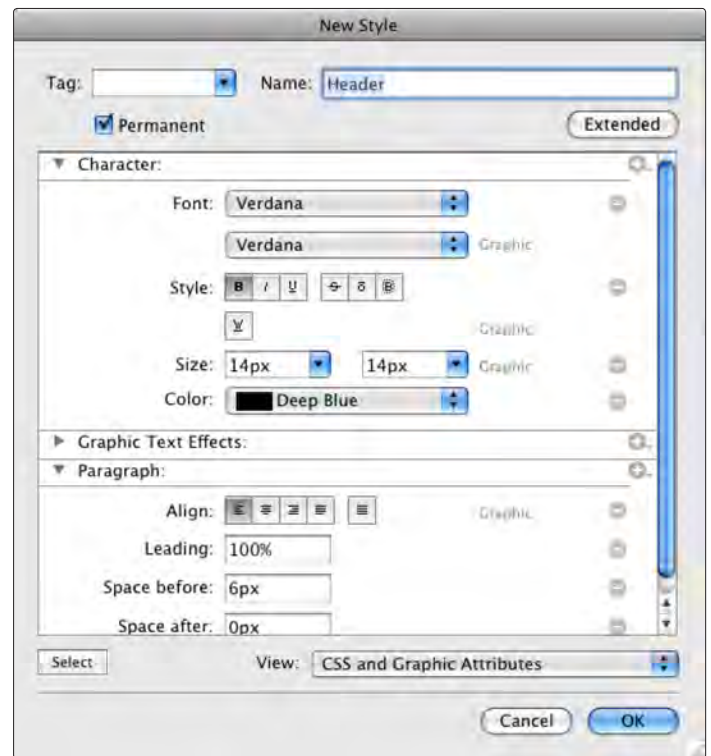 New Style
Tag: Name: Header
Permanent Extended
Character:
Font: Verdana
Verdana Graphic
Style: B I U S O B
V Graphic
Size: 14px 14px Graphic
Color: Deep Blue
Graphic Text Effects:
Paragraph:
Align: Graphic
Leading: 100%
Space before: 6px
Space after: 0px
Select View: CSS and Graphic Attributes
Cancel OK